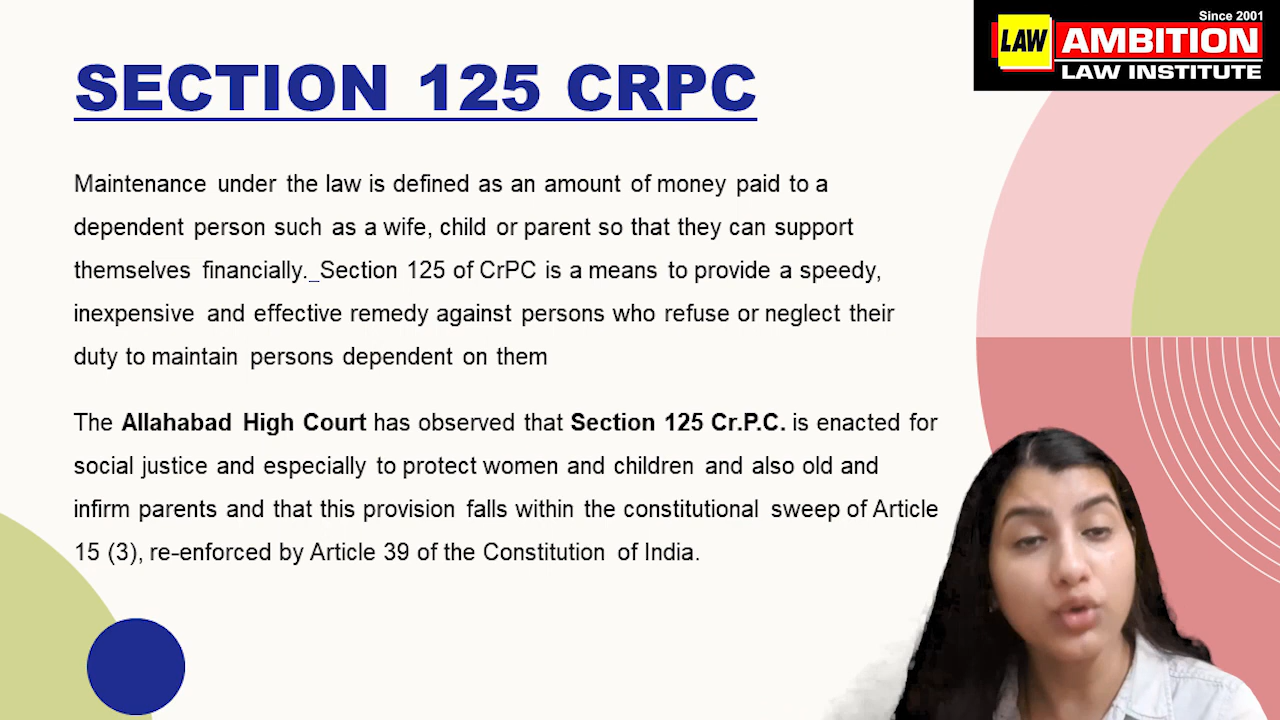 Since 2001
LAW AMBITION
LAW INSTITUTE
SECTION 125 CRPC
Maintenance under the law is defined as an amount of money paid to a
dependent person such as a wife, child or parent so that they can support
themselves financially. Section 125 of CrPC is a means to provide a speedy,
inexpensive and effective remedy against persons who refuse or neglect their
duty to maintain persons dependent on them
The Allahabad High Court has observed that Section 125 Cr.P.C. is enacted for
social justice and especially to protect women and children and also old and
infirm parents and that this provision falls within the constitutional sweep of Article
15 (3), re-enforced by Article 39 of the Constitution of India.